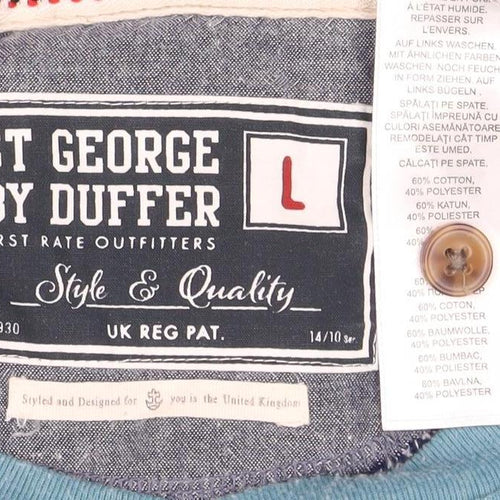 ST GEORGE
BY DUFFER
L
RST RATE OUTFITTERS
Style & Quality
930
UK REG PAT.
14/10 Ser.
Styled and Designed for you is the United Kingdom
À L'ÉTAT HUMIDE.
REPASSER SUR
L'ENVERS.
AUF LINKS WASCHEN.
MIT ÄHNLICHEN FARBEN
WASCHEN. NOCH FEUCHT
IN FORM ZIEHEN. AUF
LINKS BÜGELN.
SPĂLAȚI PE SPATE.
SPĂLAȚI ÎMPREUNĂ CU
CULORI ASEMĂNĂTOARE.
REMODELAȚI CÂT TIMP
ESTE UMED.
CĂLCAȚI PE SPATE.
60% COTTON,
40% POLYESTER
60% KATUN,
40% POLIESTER
60%
40%
60% COTON,
40% POLYESTER
60% BAUMWOLLE,
40% POLYESTER
60% BUMBAC,
40% POLIESTER
60% BAVLNA,
40% POLYESTER